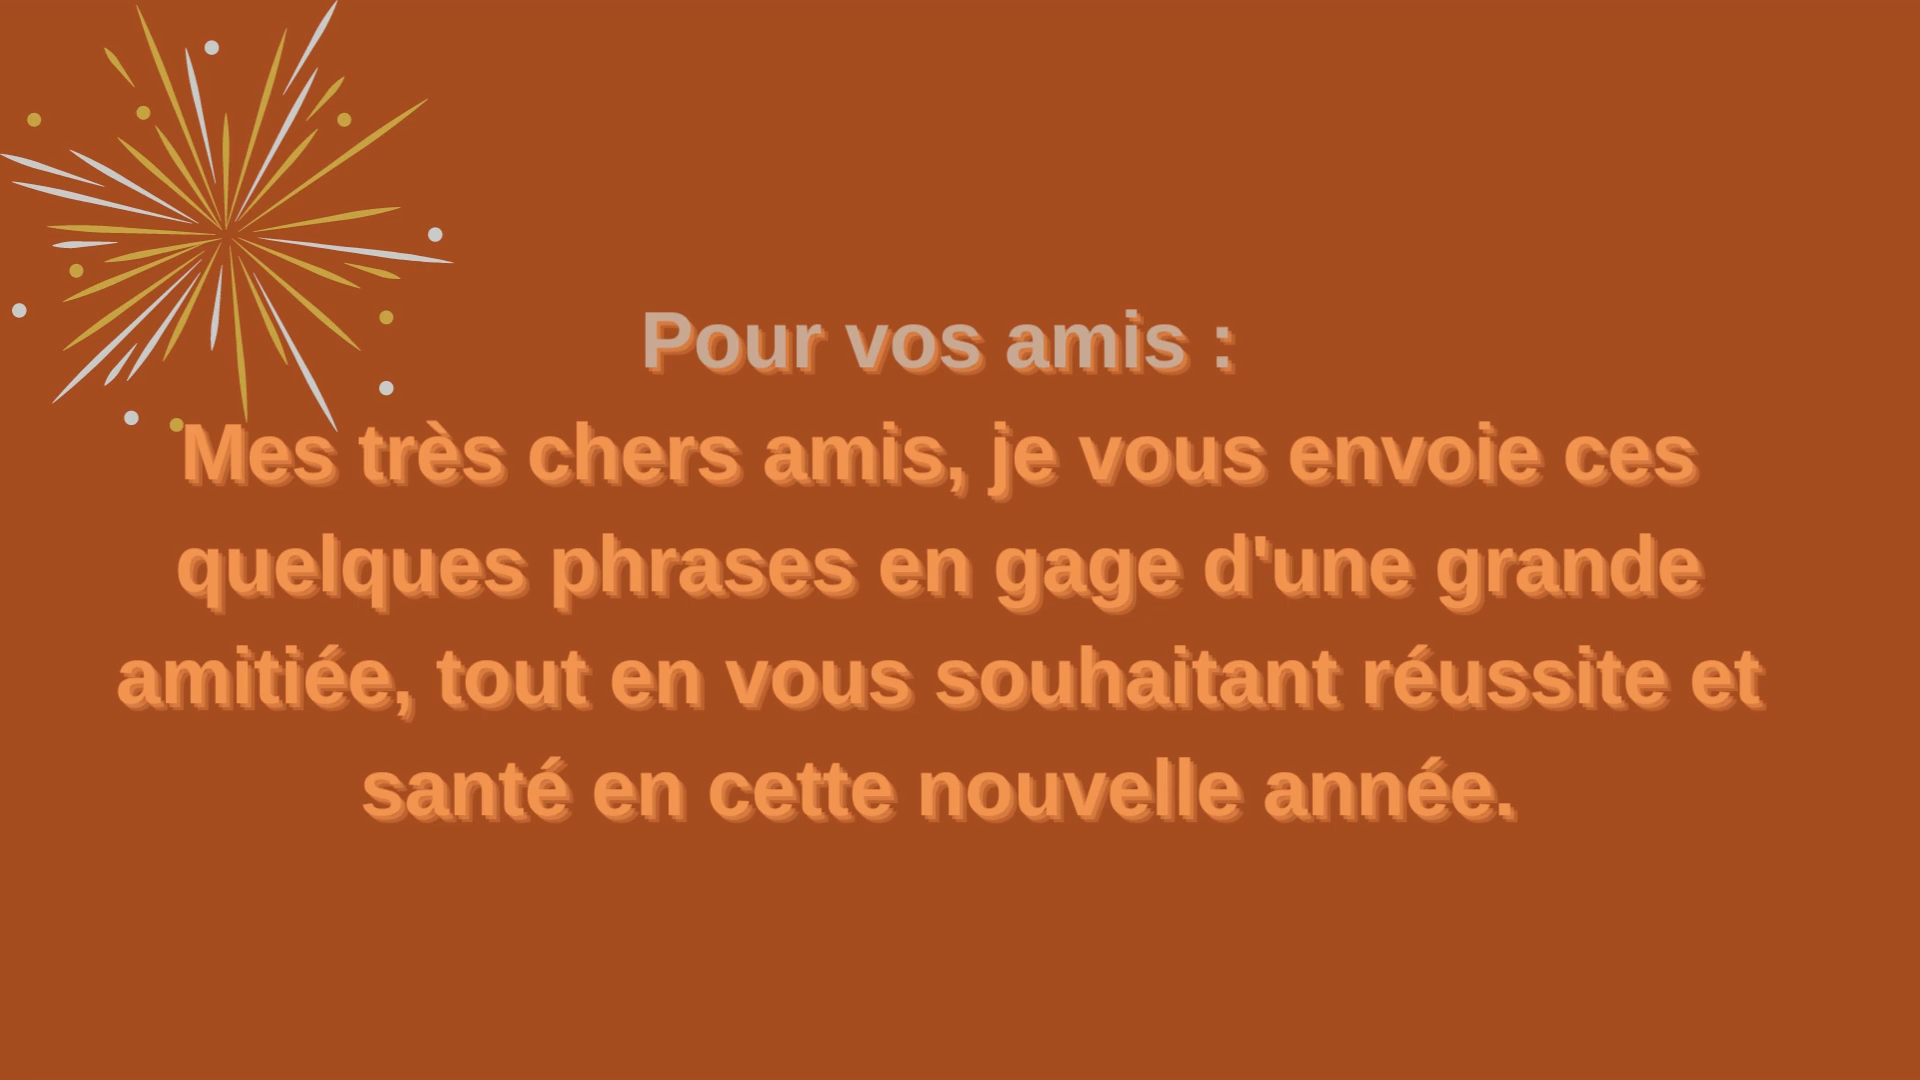 Pour vos amis :
Mes très chers amis, je vous envoie ces
quelques phrases en gage d'une grande
amitiée, tout en vous souhaitant réussite et
santé en cette nouvelle année.